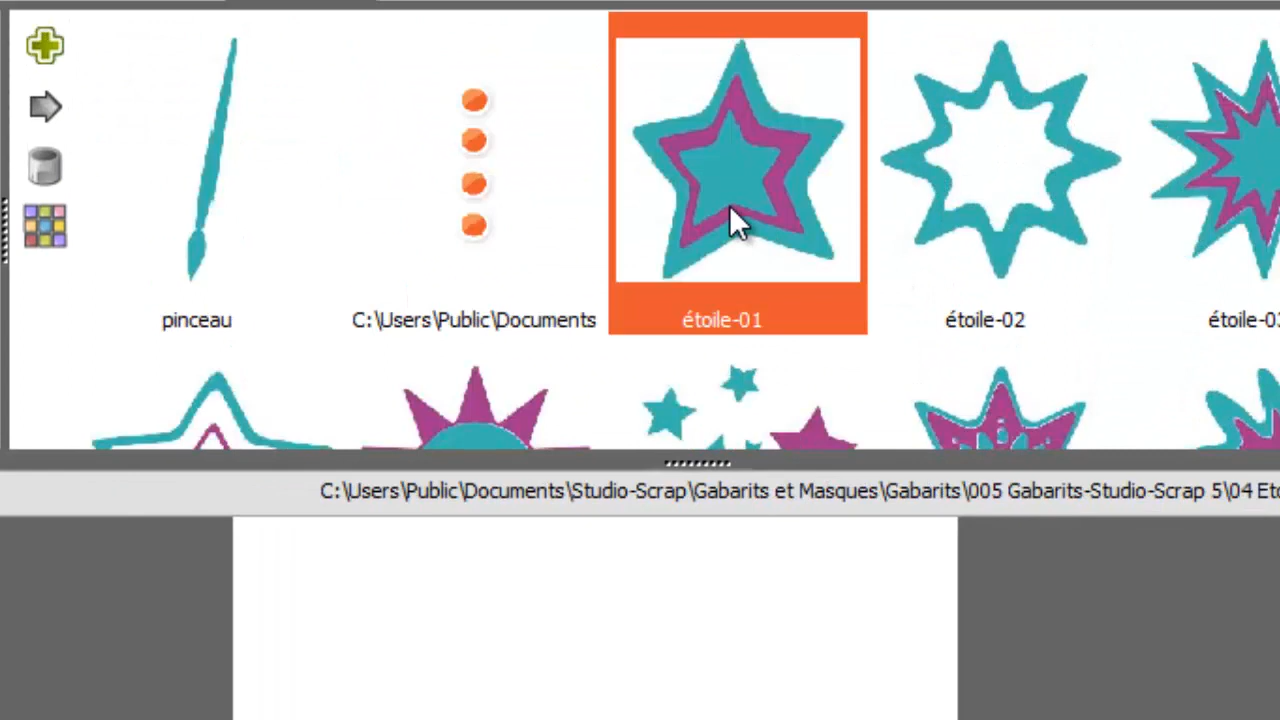 pinceau
C:\Users\Public\Documents
étoile-01
étoile-02
C:\Users\Public\Documents\Studio-Scrap\Gabarits et Masques\Gabarits\005 Gabarits-Studio-Scrap 5\04